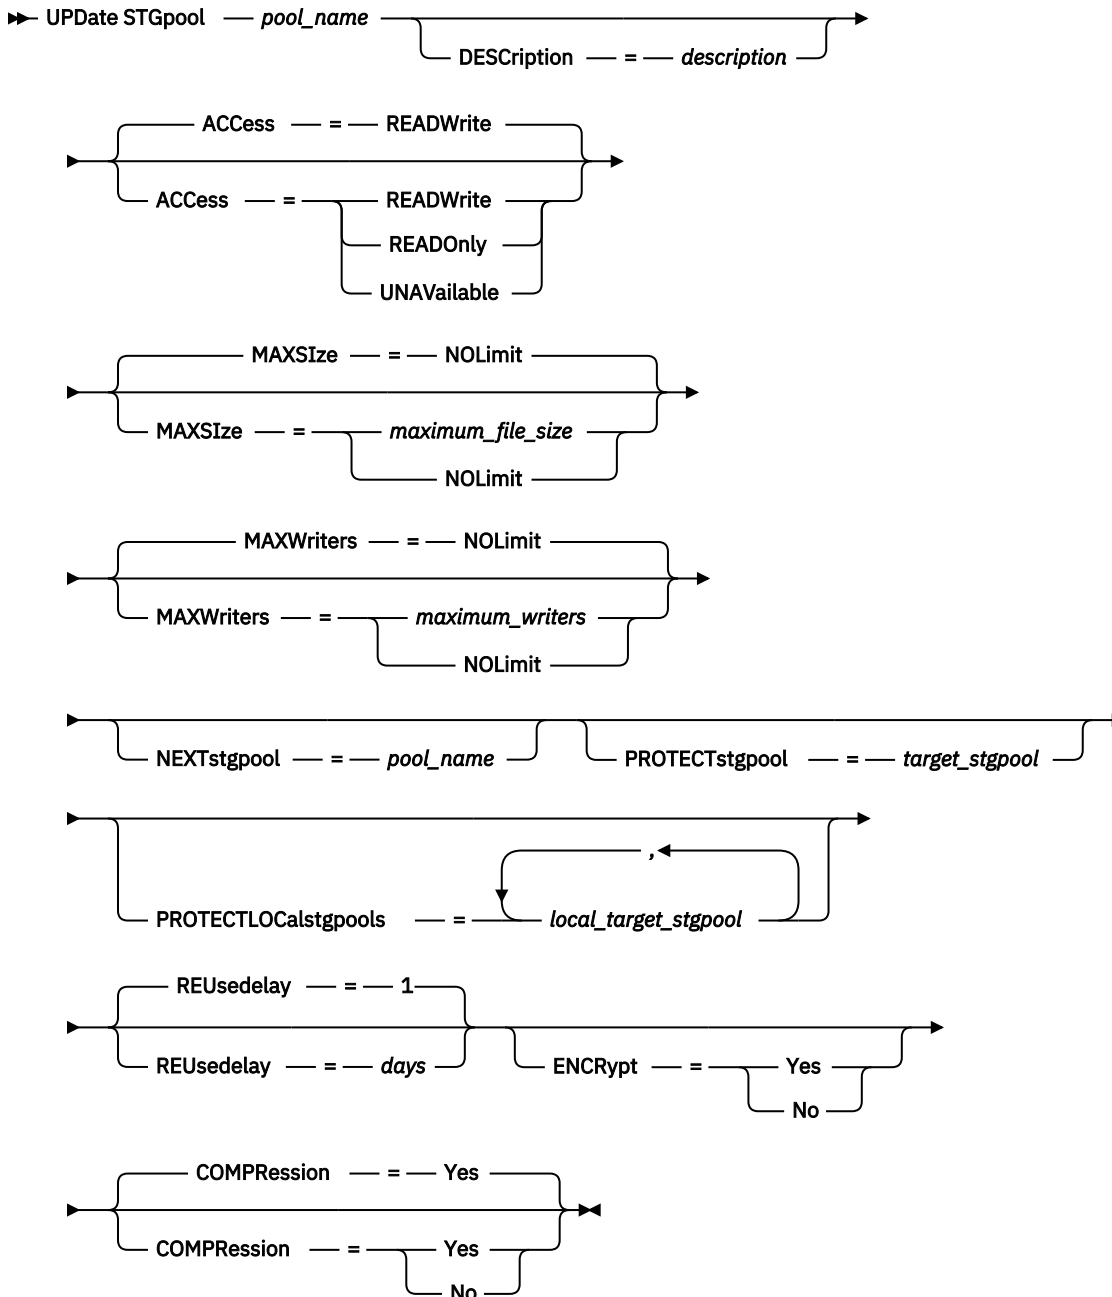 UPDate STGpool pool_name
DESCription = description
ACCess = READWrite
ACCess = READWrite
READOnly
UNAVailable
MAXSIze = NOLimit
MAXSIze = maximum_file_size
NOLimit
MAXWriters = NOLimit
MAXWriters = maximum_writers
NOLimit
NEXTstgpool = pool_name PROTECTstgpool = target_stgpool
,
PROTECTLOCalstgpools = local_target_stgpool
REUsedelay = 1
REUsedelay = days ENCRypt = Yes
No
COMPRession = Yes
COMPRession = Yes
No